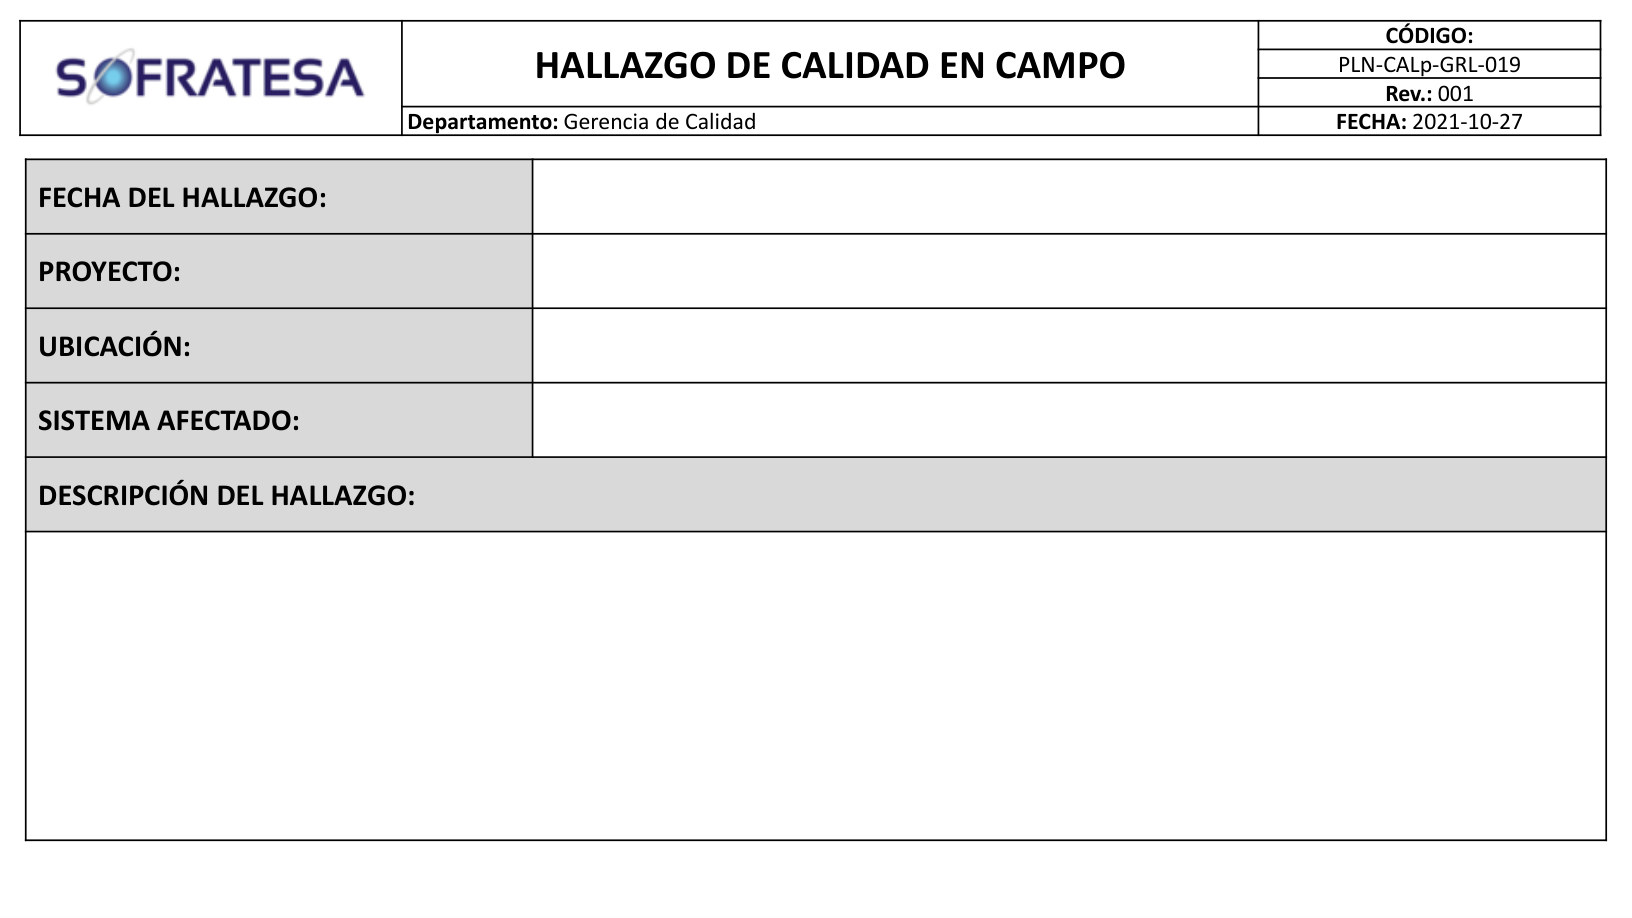 SOFRATESA
HALLAZGO DE CALIDAD EN CAMPO
Departamento: Gerencia de Calidad
CÓDIGO:
PLN-CALp-GRL-019
Rev.: 001
FECHA: 2021-10-27
FECHA DEL HALLAZGO:
PROYECTO:
UBICACIÓN:
SISTEMA AFECTADO:
DESCRIPCIÓN DEL HALLAZGO: